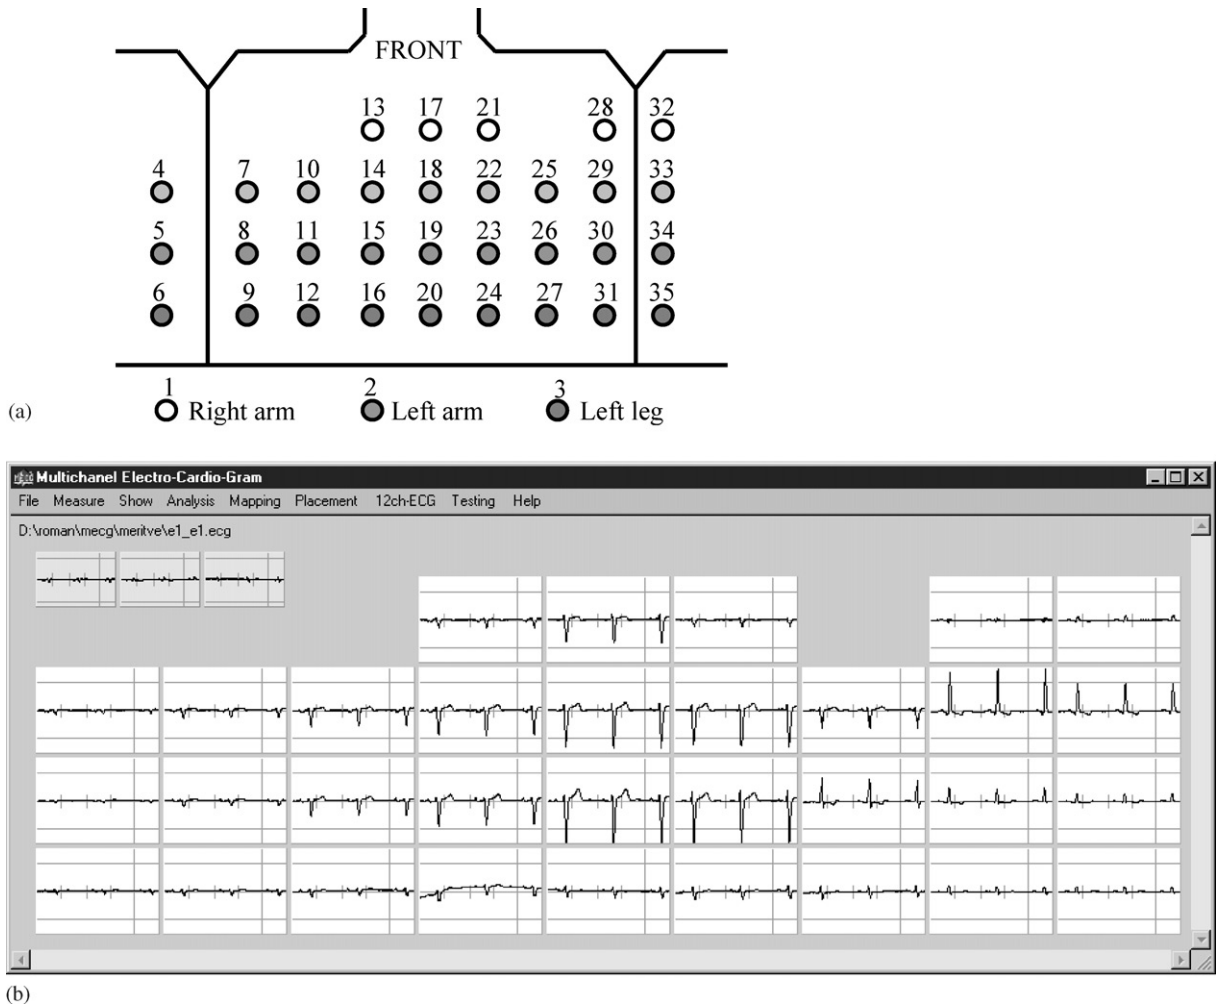 FRONT
13 17 21 28 32
4 7 10 14 18 22 25 29 33
5 8 11 15 19 23 26 30 34
6 9 12 16 20 24 27 31 35
1 2 3
(a) Right arm Left arm Left leg
Multichanel Electro-Cardio-Gram
File Measure Show Analysis Mapping Placement 12ch-ECG Testing Help
D:\roman\mecg\meritve\e1_e1.ecg
(b)